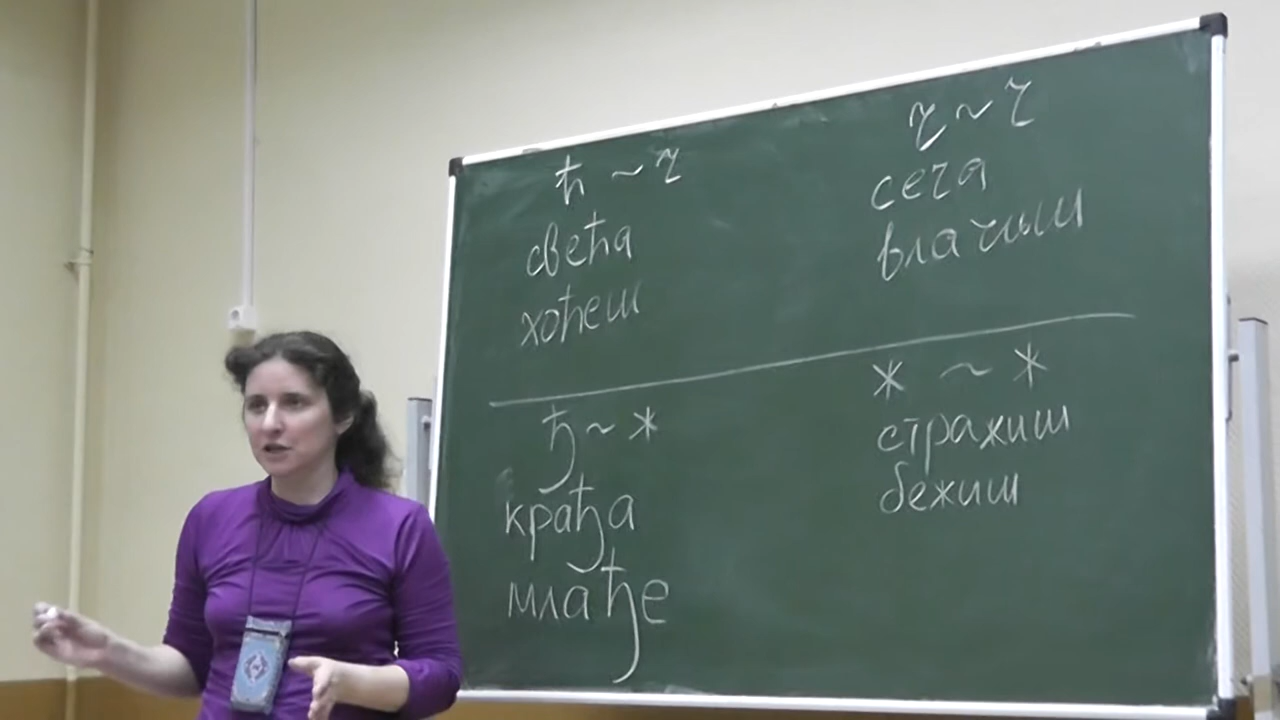 ћ ~ ч
свећа
хоћеш
ч ~ ч
сеча
влачиш
ђ ~ ж
крађа
млађе
ж ~ ж
стражиш
бежиш